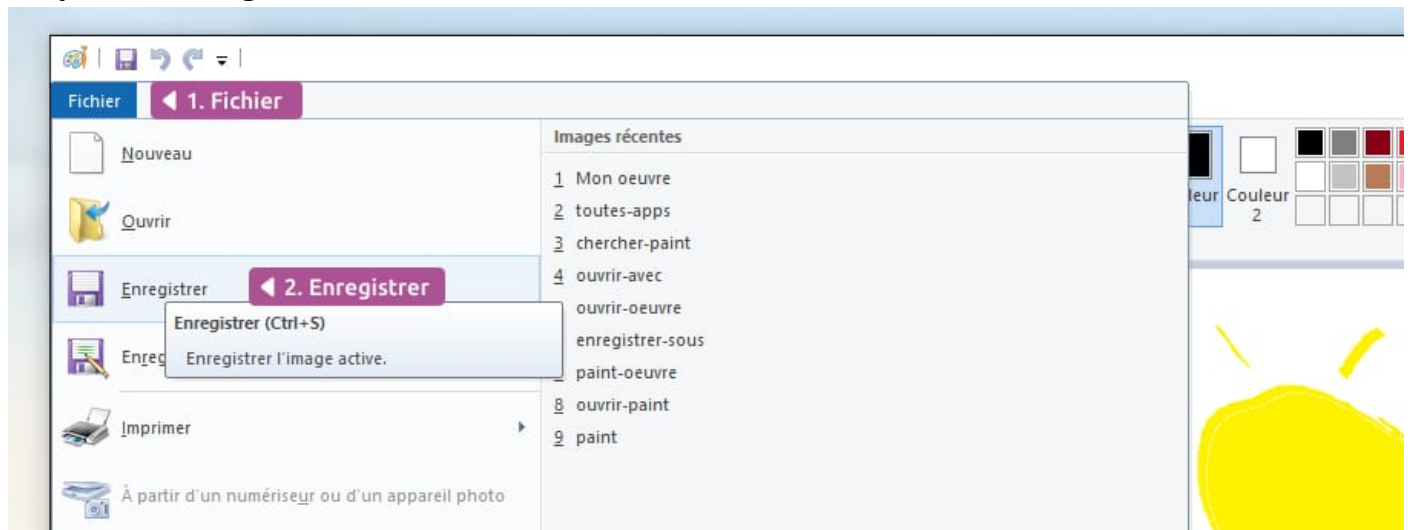 Fichier
1. Fichier
Nouveau
Ouvrir
Enregistrer
2. Enregistrer
Enregistrer (Ctrl+S)
Enregistrer l'image active.
Imprimer
À partir d'un numériseur ou d'un appareil photo
Images récentes
1 Mon oeuvre
2 toutes-apps
3 chercher-paint
4 ouvrir-avec
ouvrir-oeuvre
enregistrer-sous
paint-oeuvre
8 ouvrir-paint
9 paint
Couleur
2